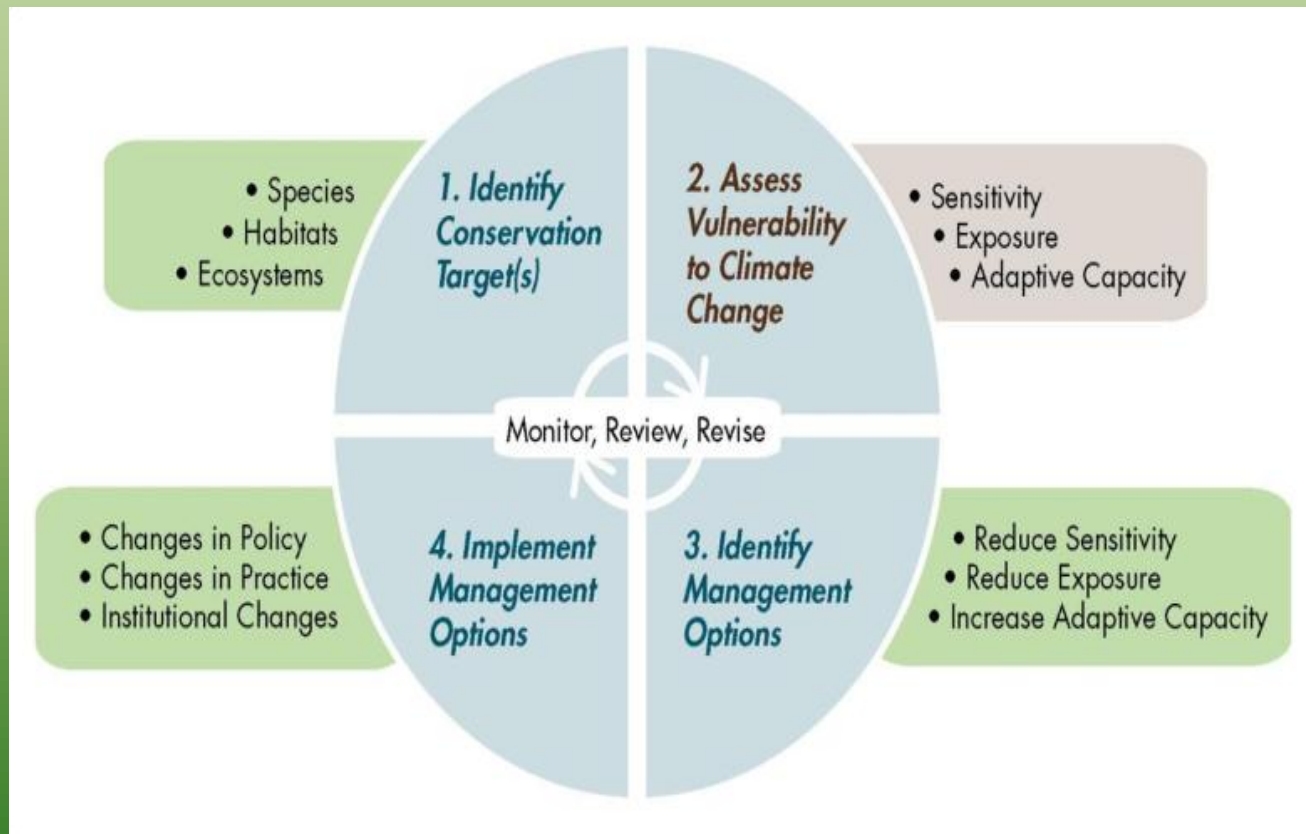 1. Identify
Conservation
Target(s)
• Species
• Habitats
• Ecosystems
2. Assess
Vulnerability
to Climate
Change
• Sensitivity
• Exposure
• Adaptive Capacity
Monitor, Review, Revise
3. Identify
Management
Options
• Reduce Sensitivity
• Reduce Exposure
• Increase Adaptive Capacity
4. Implement
Management
Options
• Changes in Policy
• Changes in Practice
• Institutional Changes